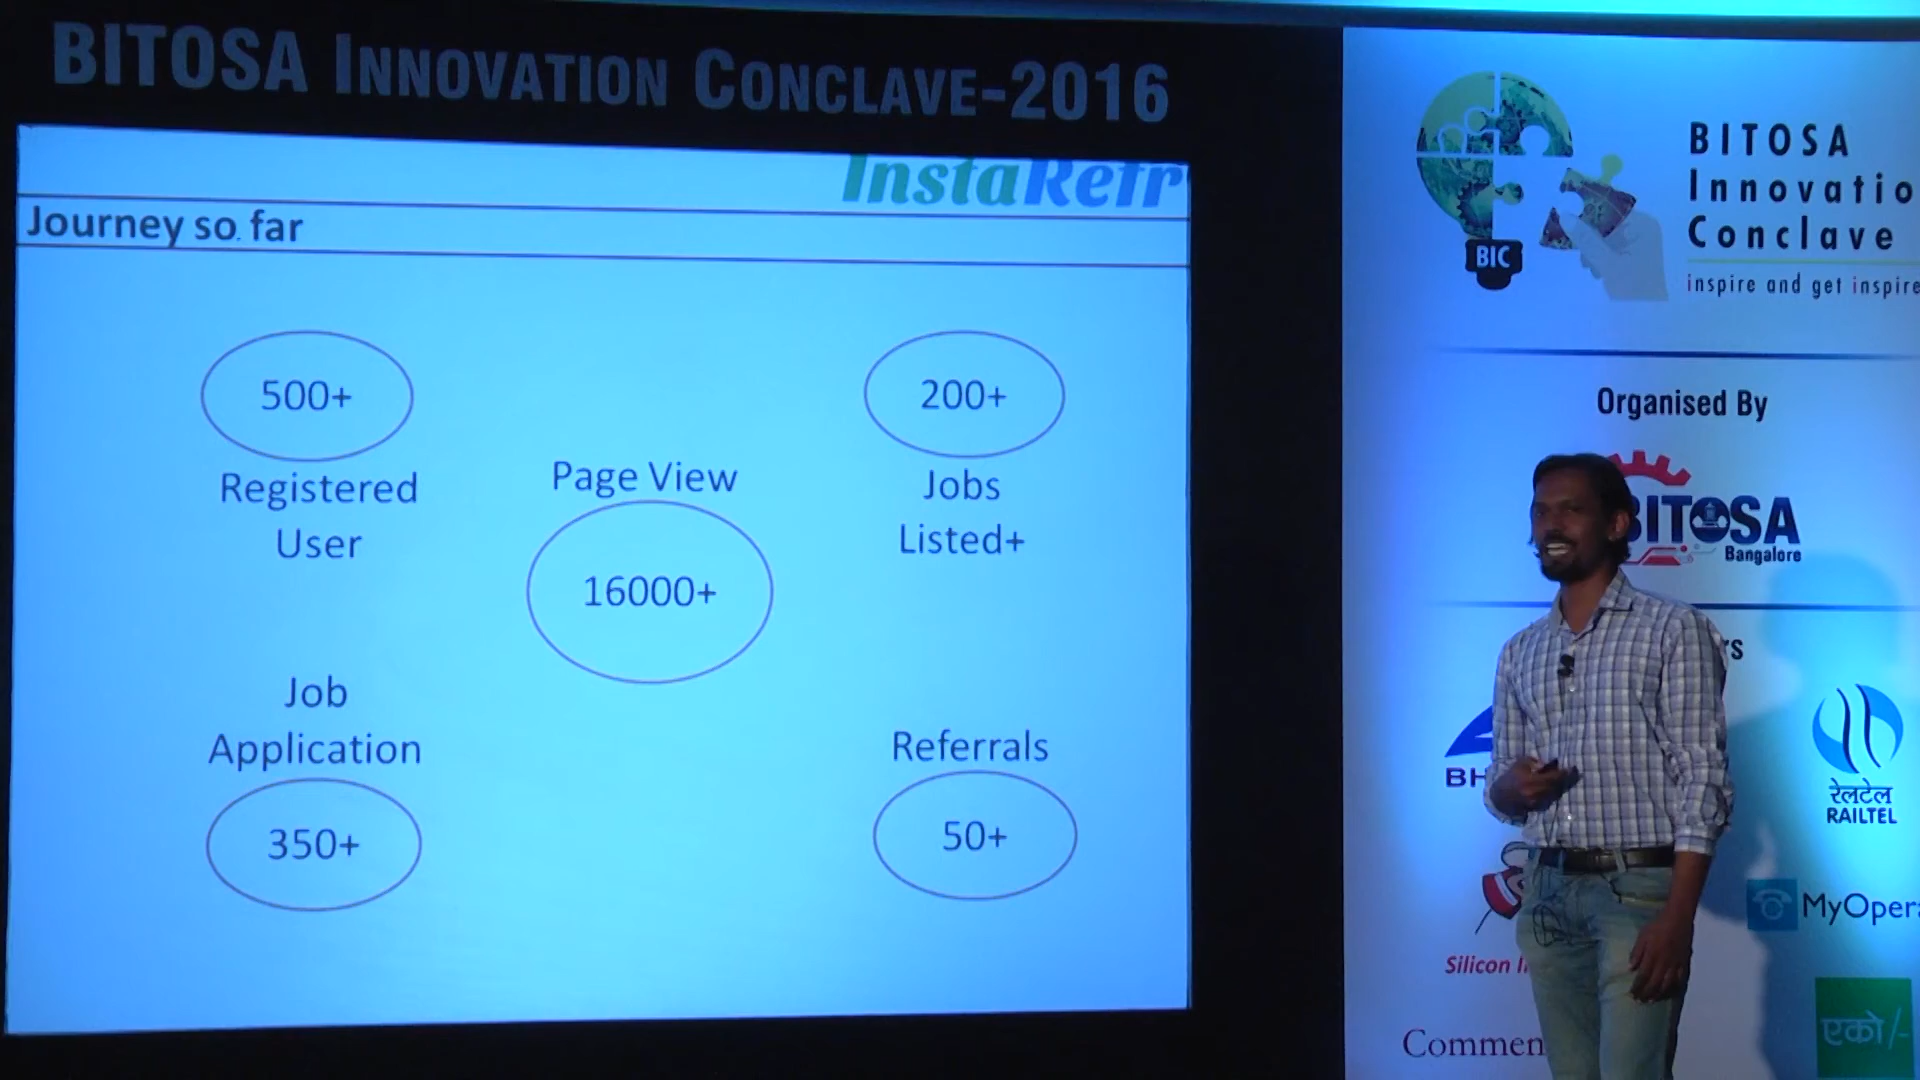 BITOSA INNOVATION CONCLAVE-2016
InstaRefr
Journey so far
500+
Registered
User
Page View
16000+
200+
Jobs
Listed+
Job
Application
350+
Referrals
50+
BIC
BITOSA
Innovatio
Conclave
inspire and get inspire
Organised By
BITOSA
Bangalore
rs
BH
रेलटेल
RAILTEL
MyOpera
Silicon I
Commen
एको/-